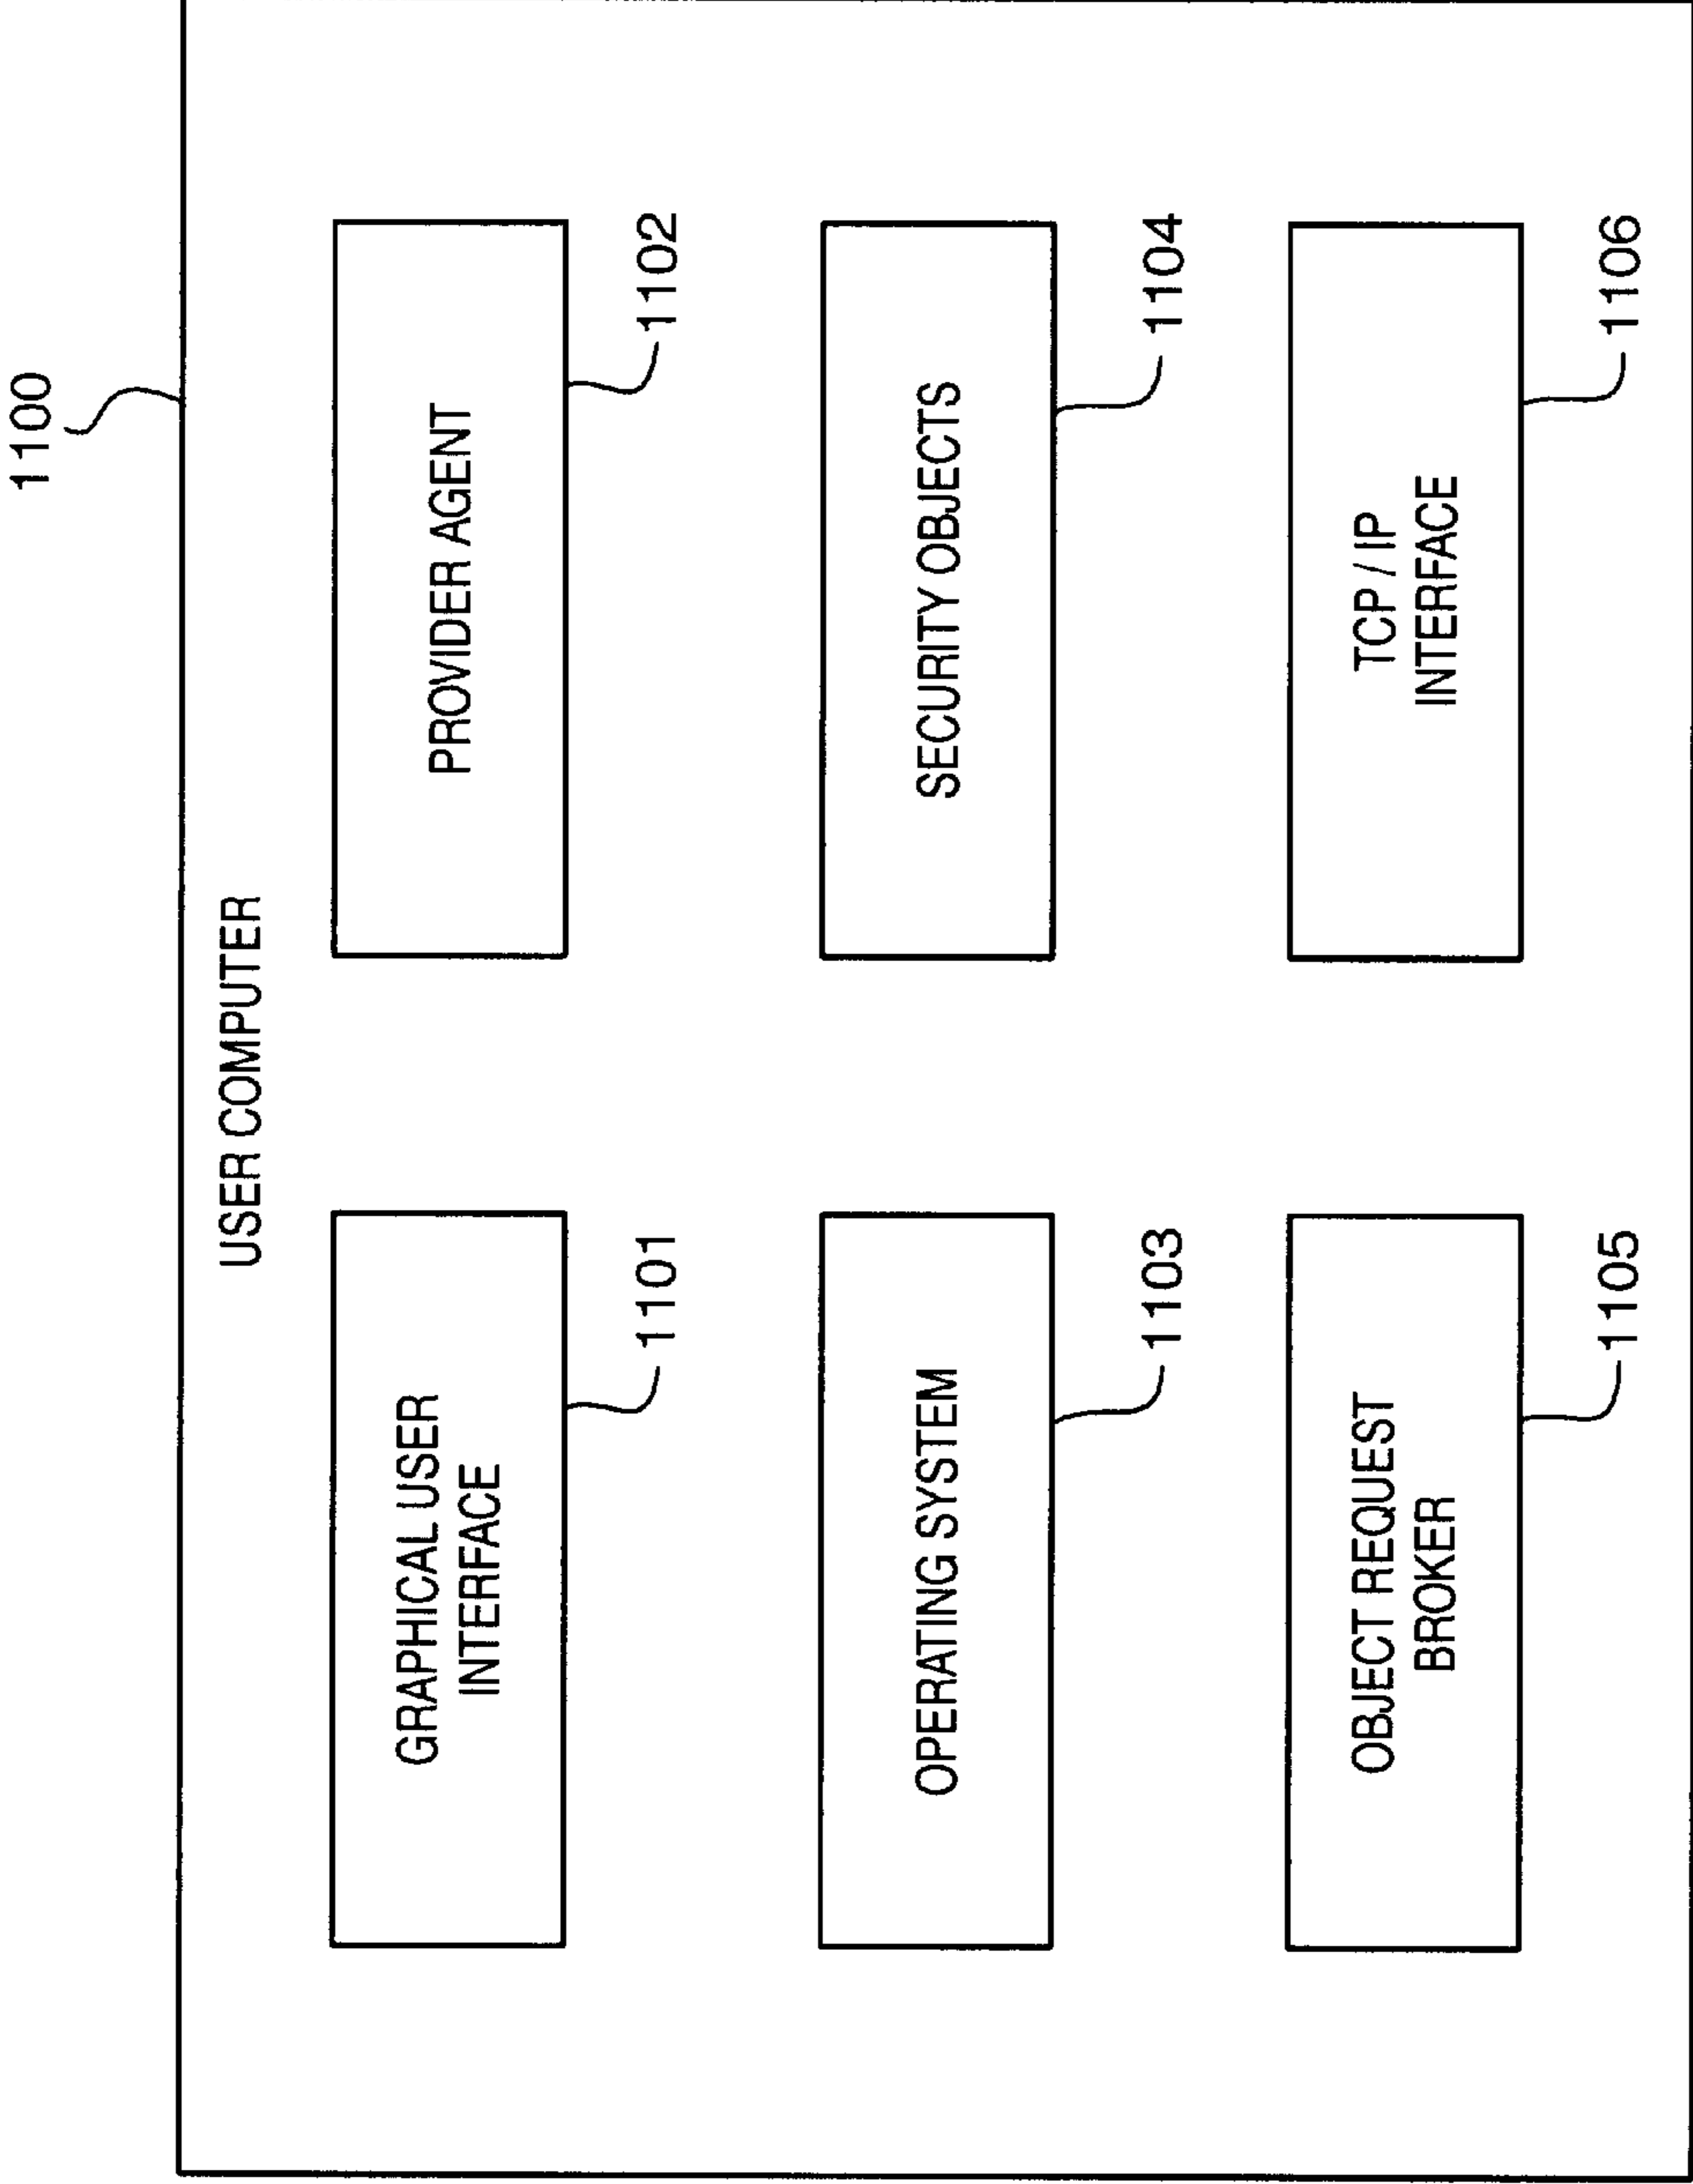 1100
USER COMPUTER
GRAPHICAL USER
INTERFACE
1101
PROVIDER AGENT
1102
OPERATING SYSTEM
1103
SECURITY OBJECTS
1104
OBJECT REQUEST
BROKER
1105
TCP / IP
INTERFACE
1106